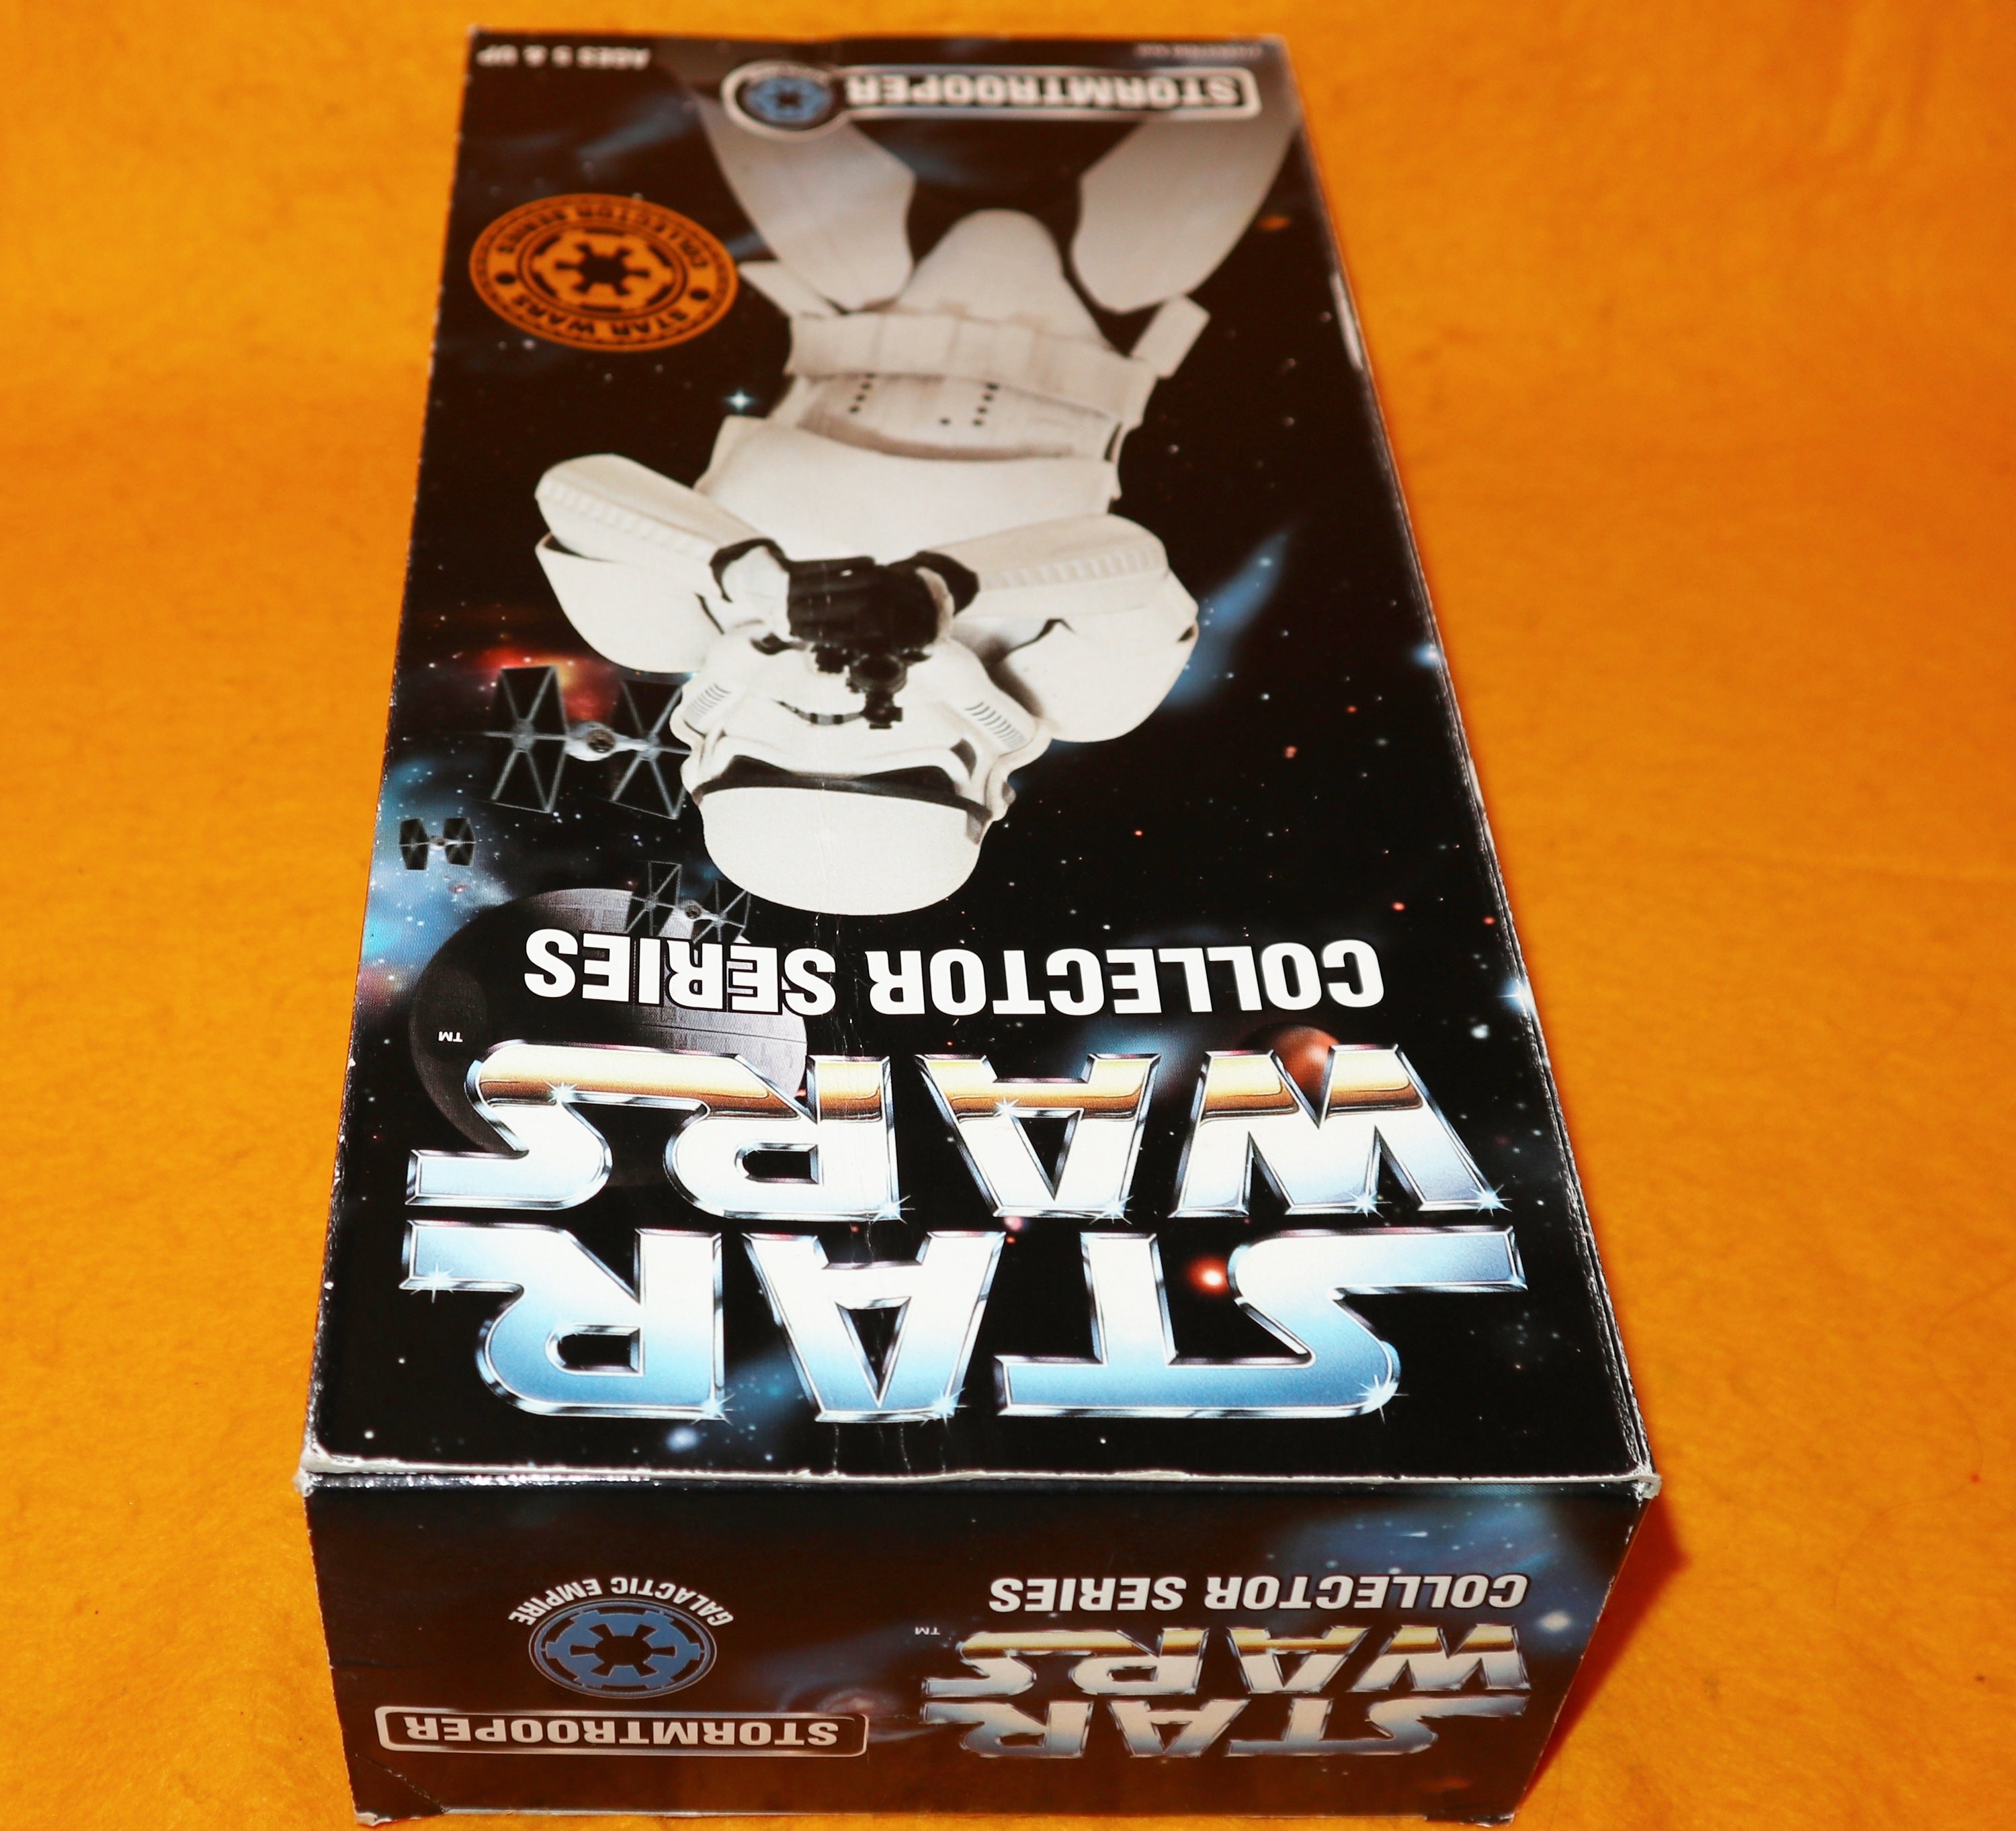 STAR
WARS
TM
COLLECTOR SERIES
STAR WARS
COLLECTOR SERIES
STORMTROOPER
AGES 5 & UP
STORMTROOPER
GALACTIC EMPIRE
STAR
WARS
TM
COLLECTOR SERIES